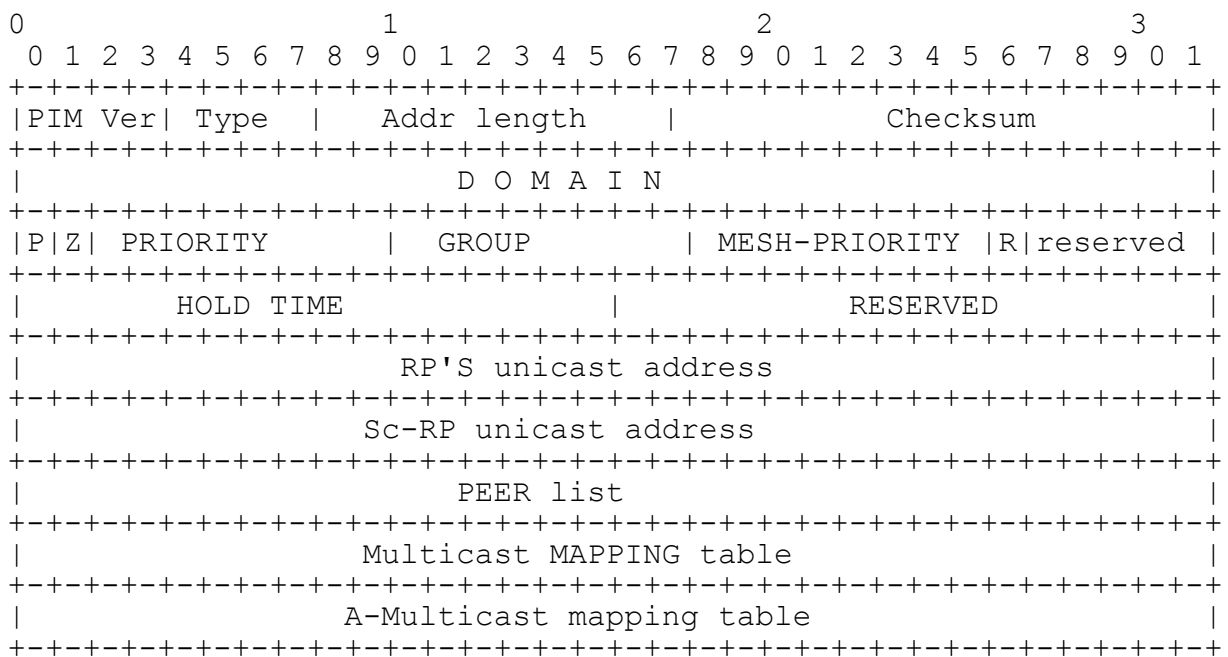 0                   1                   2                   3
 0 1 2 3 4 5 6 7 8 9 0 1 2 3 4 5 6 7 8 9 0 1 2 3 4 5 6 7 8 9 0 1
+-+-+-+-+-+-+-+-+-+-+-+-+-+-+-+-+-+-+-+-+-+-+-+-+-+-+-+-+-+-+-+-+
|PIM Ver| Type  |   Addr length    |           Checksum         |
+-+-+-+-+-+-+-+-+-+-+-+-+-+-+-+-+-+-+-+-+-+-+-+-+-+-+-+-+-+-+-+-+
|                       D O M A I N                             |
+-+-+-+-+-+-+-+-+-+-+-+-+-+-+-+-+-+-+-+-+-+-+-+-+-+-+-+-+-+-+-+-+
|P|Z| PRIORITY      |  GROUP        | MESH-PRIORITY |R|reserved |
+-+-+-+-+-+-+-+-+-+-+-+-+-+-+-+-+-+-+-+-+-+-+-+-+-+-+-+-+-+-+-+-+
|        HOLD TIME              |            RESERVED           |
+-+-+-+-+-+-+-+-+-+-+-+-+-+-+-+-+-+-+-+-+-+-+-+-+-+-+-+-+-+-+-+-+
|                    RP'S unicast address                       |
+-+-+-+-+-+-+-+-+-+-+-+-+-+-+-+-+-+-+-+-+-+-+-+-+-+-+-+-+-+-+-+-+
|                  Sc-RP unicast address                        |
+-+-+-+-+-+-+-+-+-+-+-+-+-+-+-+-+-+-+-+-+-+-+-+-+-+-+-+-+-+-+-+-+
|                       PEER list                               |
+-+-+-+-+-+-+-+-+-+-+-+-+-+-+-+-+-+-+-+-+-+-+-+-+-+-+-+-+-+-+-+-+
|                  Multicast MAPPING table                      |
+-+-+-+-+-+-+-+-+-+-+-+-+-+-+-+-+-+-+-+-+-+-+-+-+-+-+-+-+-+-+-+-+
|                 A-Multicast mapping table                     |
+-+-+-+-+-+-+-+-+-+-+-+-+-+-+-+-+-+-+-+-+-+-+-+-+-+-+-+-+-+-+-+-+